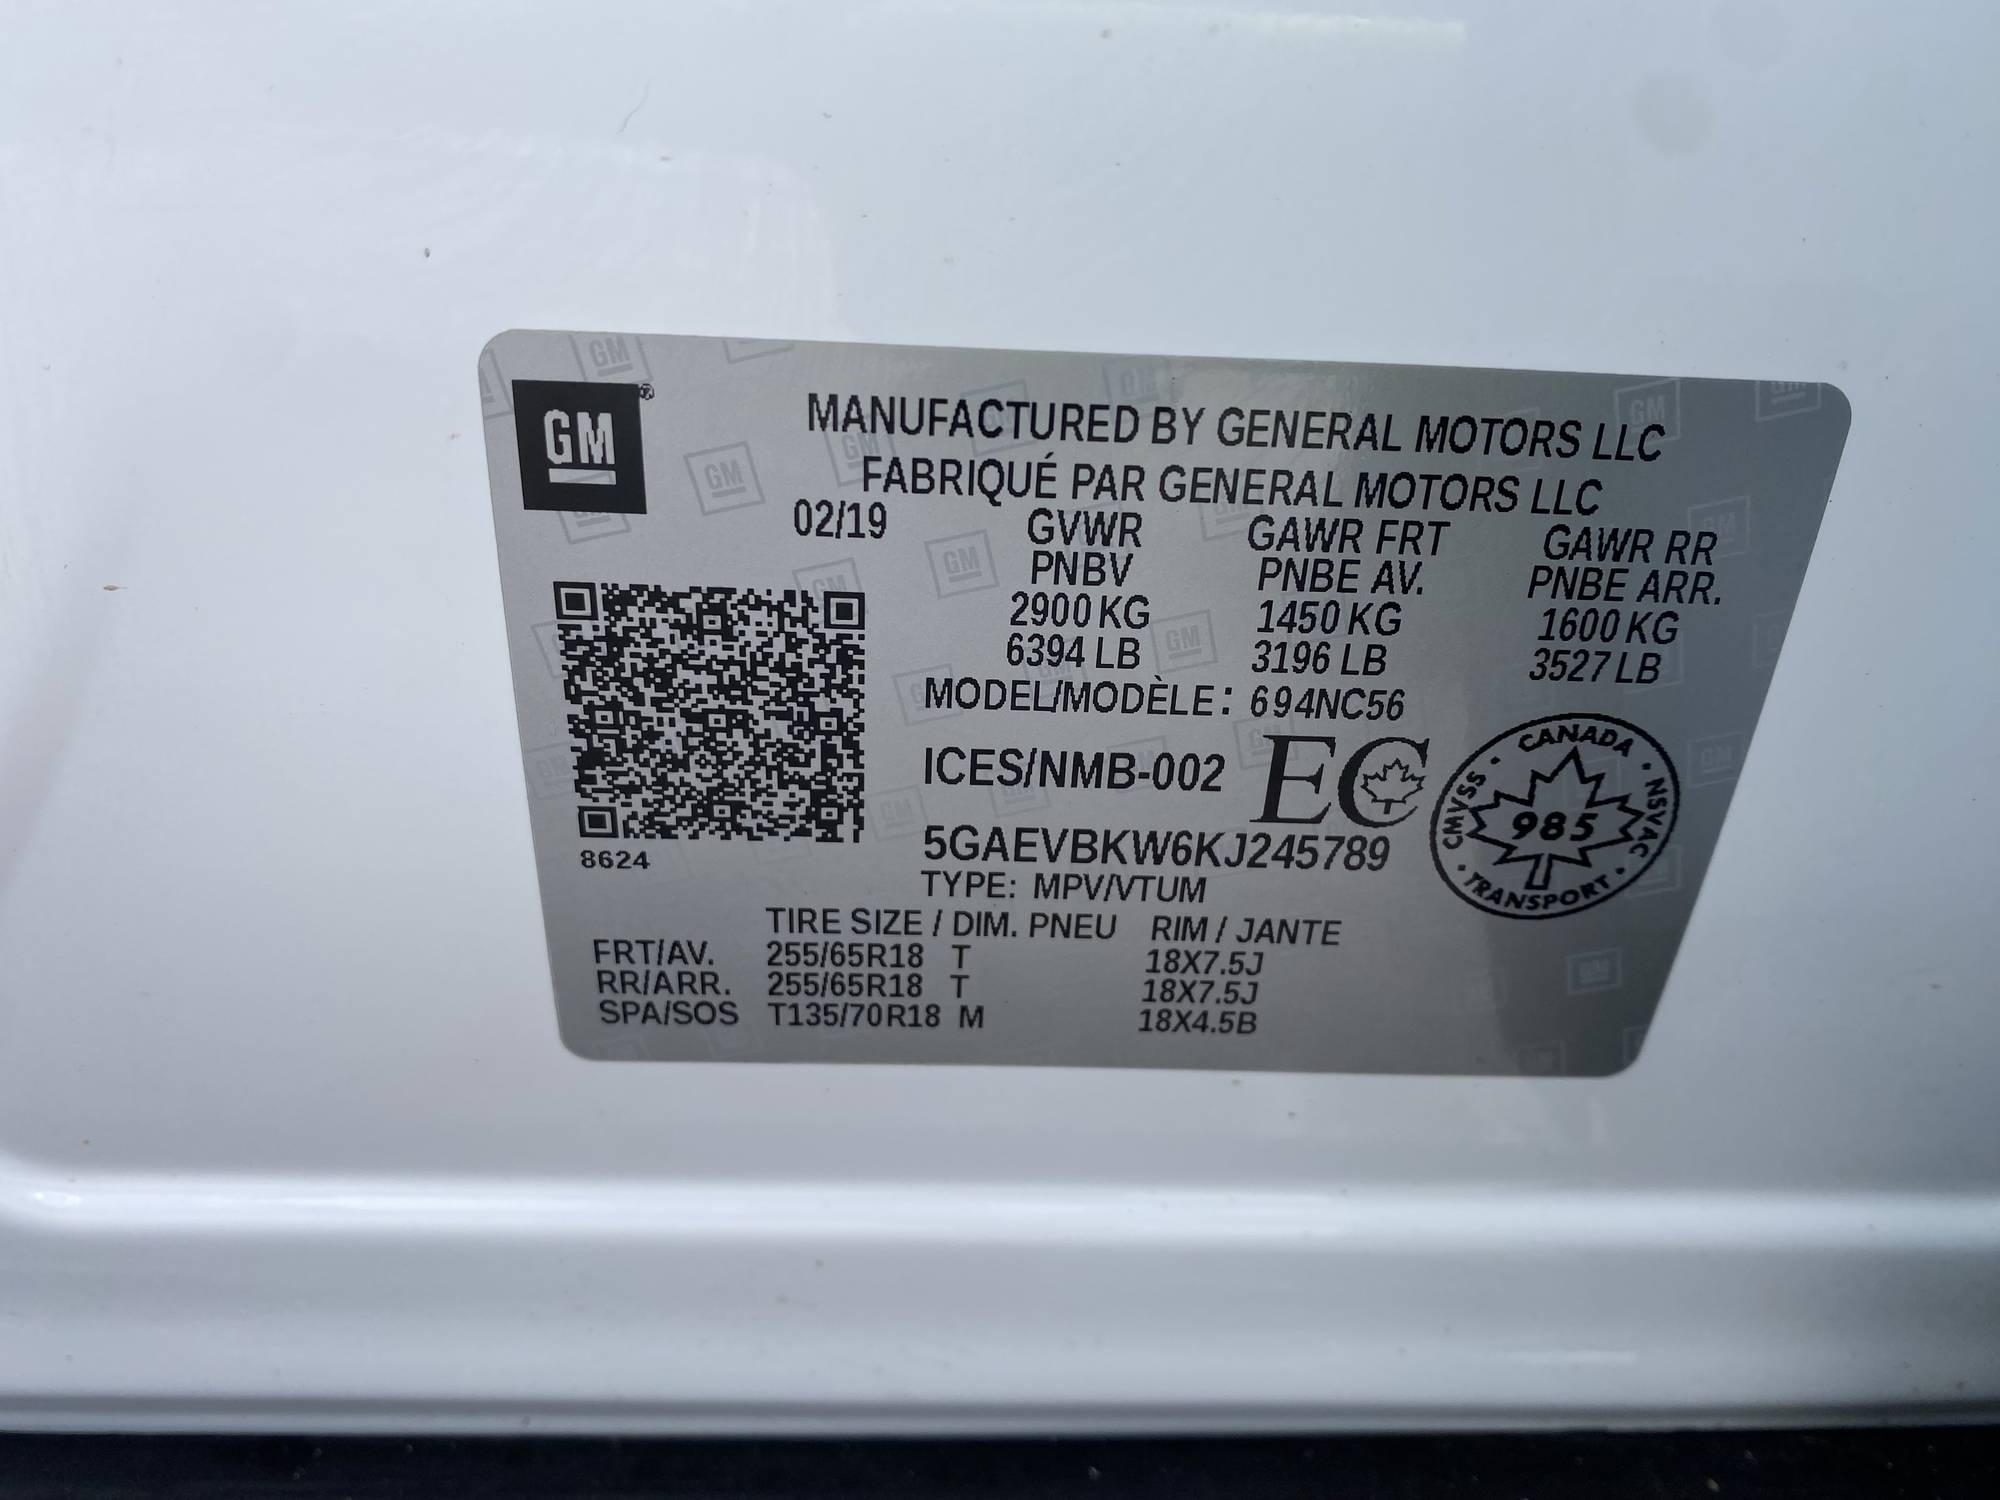 GM ®
MANUFACTURED BY GENERAL MOTORS LLC
FABRIQUÉ PAR GENERAL MOTORS LLC
02/19 GVWR GAWR FRT GAWR RR
PNBV PNBE AV. PNBE ARR.
2900 KG 1450 KG 1600 KG
6394 LB 3196 LB 3527 LB
MODEL/MODÈLE: 694NC56
ICES/NMB-002 EC
CANADA
CMVSS · NSVAC
985
TRANSPORT
5GAEVBKW6KJ245789
8624
TYPE: MPV/VTUM
TIRE SIZE / DIM. PNEU RIM / JANTE
FRT/AV. 255/65R18 T 18X7.5J
RR/ARR. 255/65R18 T 18X7.5J
SPA/SOS T135/70R18 M 18X4.5B